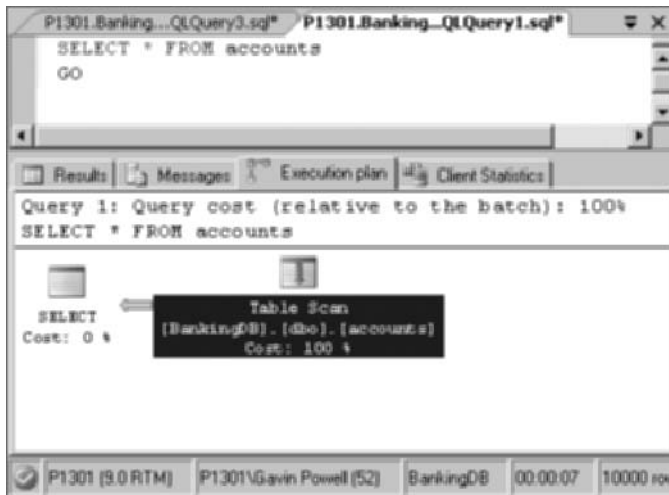 P1301.Banking...QLQuery3.sql* P1301.Banking...QLQuery1.sql*
SELECT * FROM accounts
GO
Results Messages Execution plan Client Statistics
Query 1: Query cost (relative to the batch): 100%
SELECT * FROM accounts
SELECT
Cost: 0 %
Table Scan
[BankingDB].[dbo].[accounts]
Cost: 100 %
P1301 (9.0 RTM) P1301\Gavin Powell (52) BankingDB 00:00:07 10000 ro